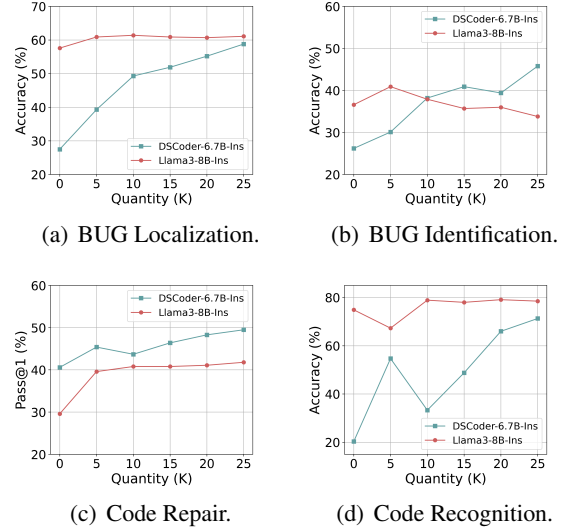 70
60
50
40
30
20
Accuracy (%)
DSCoder-6.7B-Ins
Llama3-8B-Ins
0 5 10 15 20 25
Quantity (K)
(a) BUG Localization.
60
50
40
30
20
Accuracy (%)
DSCoder-6.7B-Ins
Llama3-8B-Ins
0 5 10 15 20 25
Quantity (K)
(b) BUG Identification.
60
50
40
30
20
Pass@1 (%)
DSCoder-6.7B-Ins
Llama3-8B-Ins
0 5 10 15 20 25
Quantity (K)
(c) Code Repair.
80
60
40
20
Accuracy (%)
DSCoder-6.7B-Ins
Llama3-8B-Ins
0 5 10 15 20 25
Quantity (K)
(d) Code Recognition.